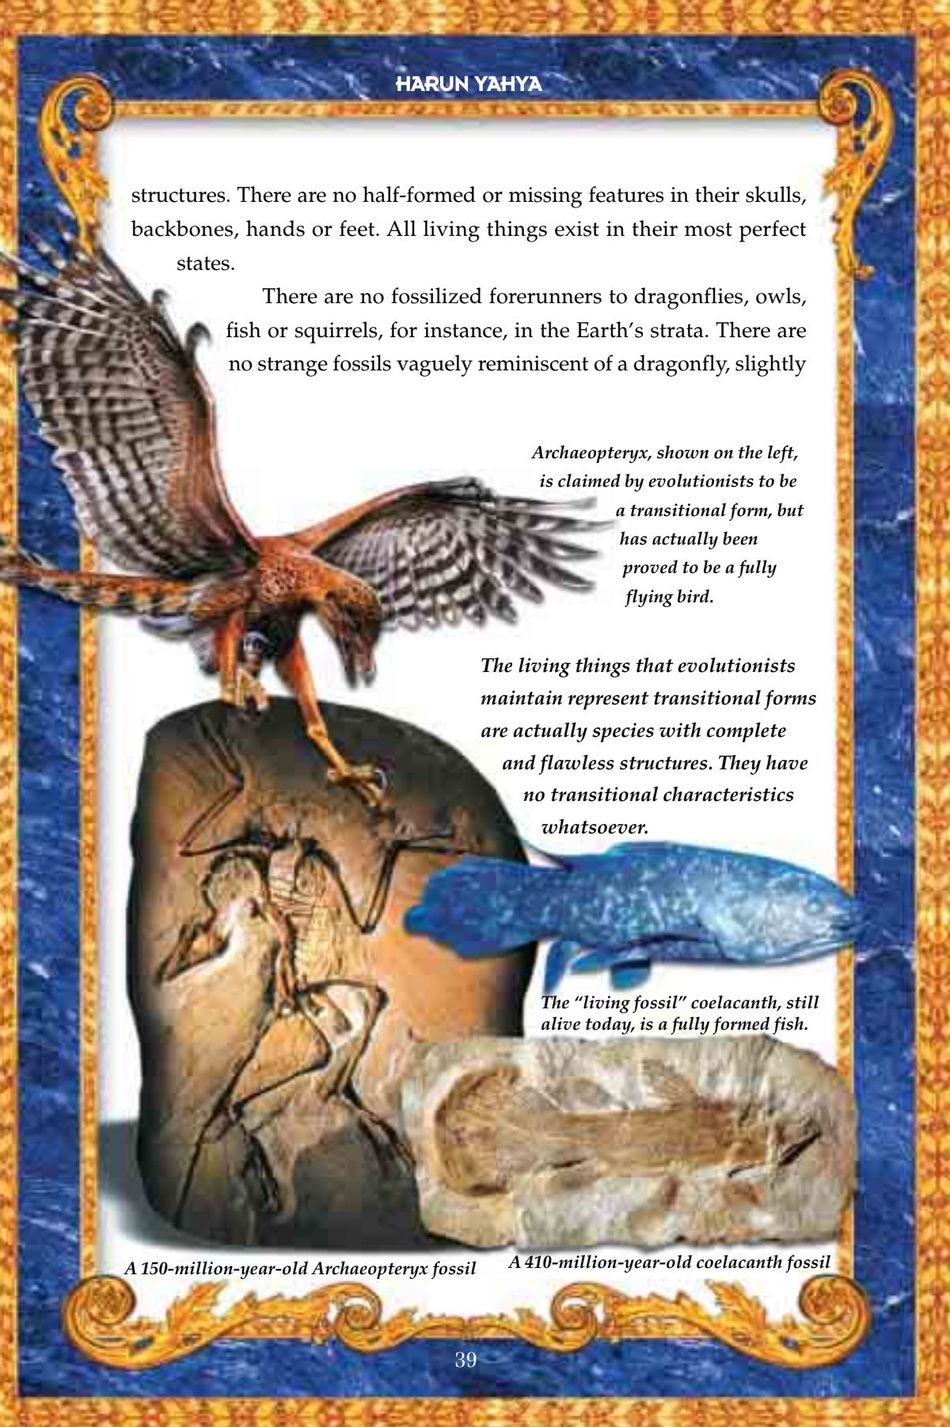 HARUN YAHYA
structures. There are no half-formed or missing features in their skulls,
backbones, hands or feet. All living things exist in their most perfect
states.
There are no fossilized forerunners to dragonflies, owls,
fish or squirrels, for instance, in the Earth's strata. There are
no strange fossils vaguely reminiscent of a dragonfly, slightly
Archaeopteryx, shown on the left,
is claimed by evolutionists to be
a transitional form, but
has actually been
proved to be a fully
flying bird.
The living things that evolutionists
maintain represent transitional forms
are actually species with complete
and flawless structures. They have
no transitional characteristics
whatsoever.
The “living fossil” coelacanth, still
alive today, is a fully formed fish.
A 150-million-year-old Archaeopteryx fossil
A 410-million-year-old coelacanth fossil
39